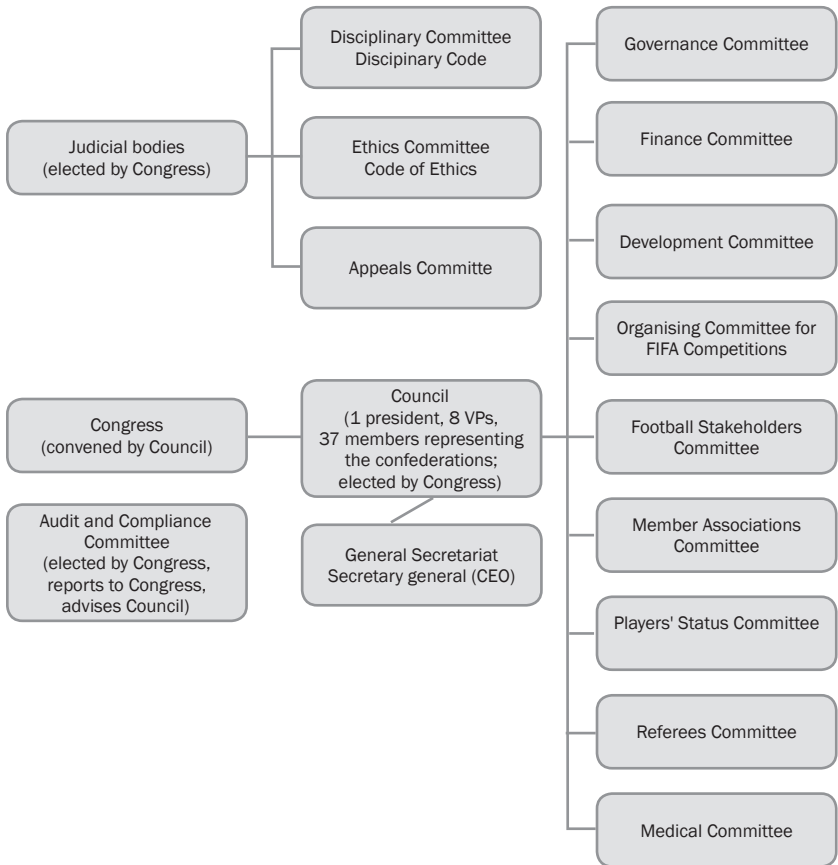 Judicial bodies
(elected by Congress)
Disciplinary Committee
Discipinary Code
Ethics Committee
Code of Ethics
Appeals Committe
Congress
(convened by Council)
Council
(1 president, 8 VPs,
37 members representing
the confederations;
elected by Congress)
Audit and Compliance
Committee
(elected by Congress,
reports to Congress,
advises Council)
General Secretariat
Secretary general (CEO)
Governance Committee
Finance Committee
Development Committee
Organising Committee for
FIFA Competitions
Football Stakeholders
Committee
Member Associations
Committee
Players' Status Committee
Referees Committee
Medical Committee